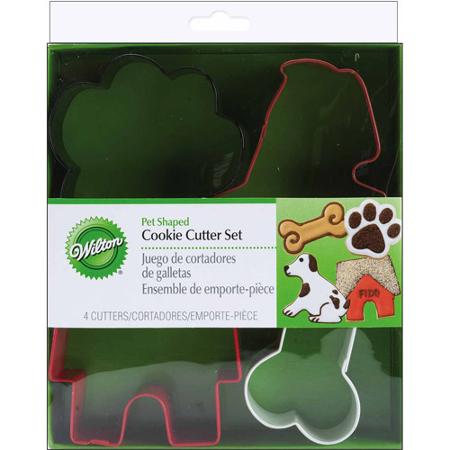 Wilton
Pet Shaped
Cookie Cutter Set
Juego de cortadores
de galletas
Ensemble de emporte-pièce
4 CUTTERS/CORTADORES/EMPORTE-PIÈCE
FIDO